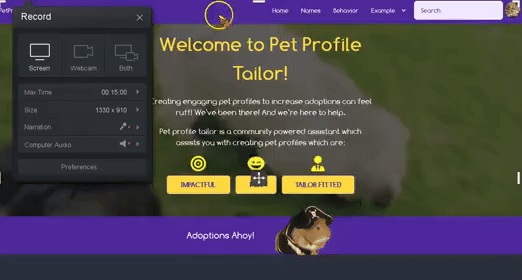 PetPr
Home Names Behavior Example
Search
Record
Screen Webcam Both
Max Time 00:15:00
Size 1330 x 910
Narration
Computer Audio
Preferences
Welcome to Pet Profile
Tailor!
Creating engaging pet profiles to increase adoptions can feel
ruff! We've been there! And we're here to help.
Pet profile tailor is a community powered assistant which
assists you with creating pet profiles which are:
IMPACTFUL
TAILOR FITTED
Adoptions Ahoy!